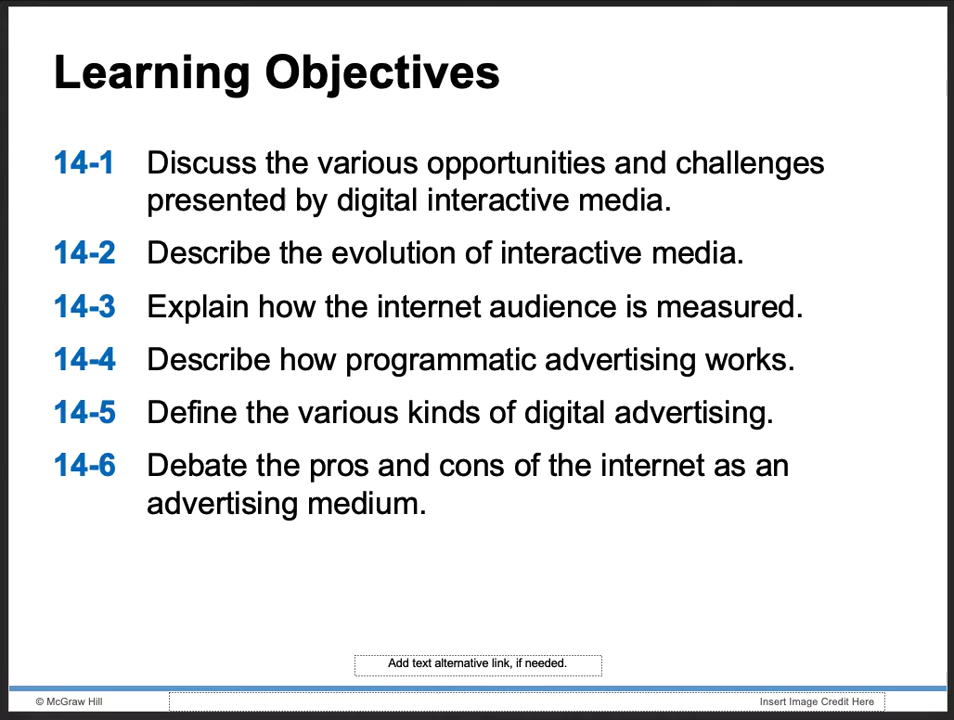 Learning Objectives
14-1 Discuss the various opportunities and challenges
presented by digital interactive media.
14-2 Describe the evolution of interactive media.
14-3 Explain how the internet audience is measured.
14-4 Describe how programmatic advertising works.
14-5 Define the various kinds of digital advertising.
14-6 Debate the pros and cons of the internet as an
advertising medium.
Add text alternative link, if needed.
© McGraw Hill
Insert Image Credit Here